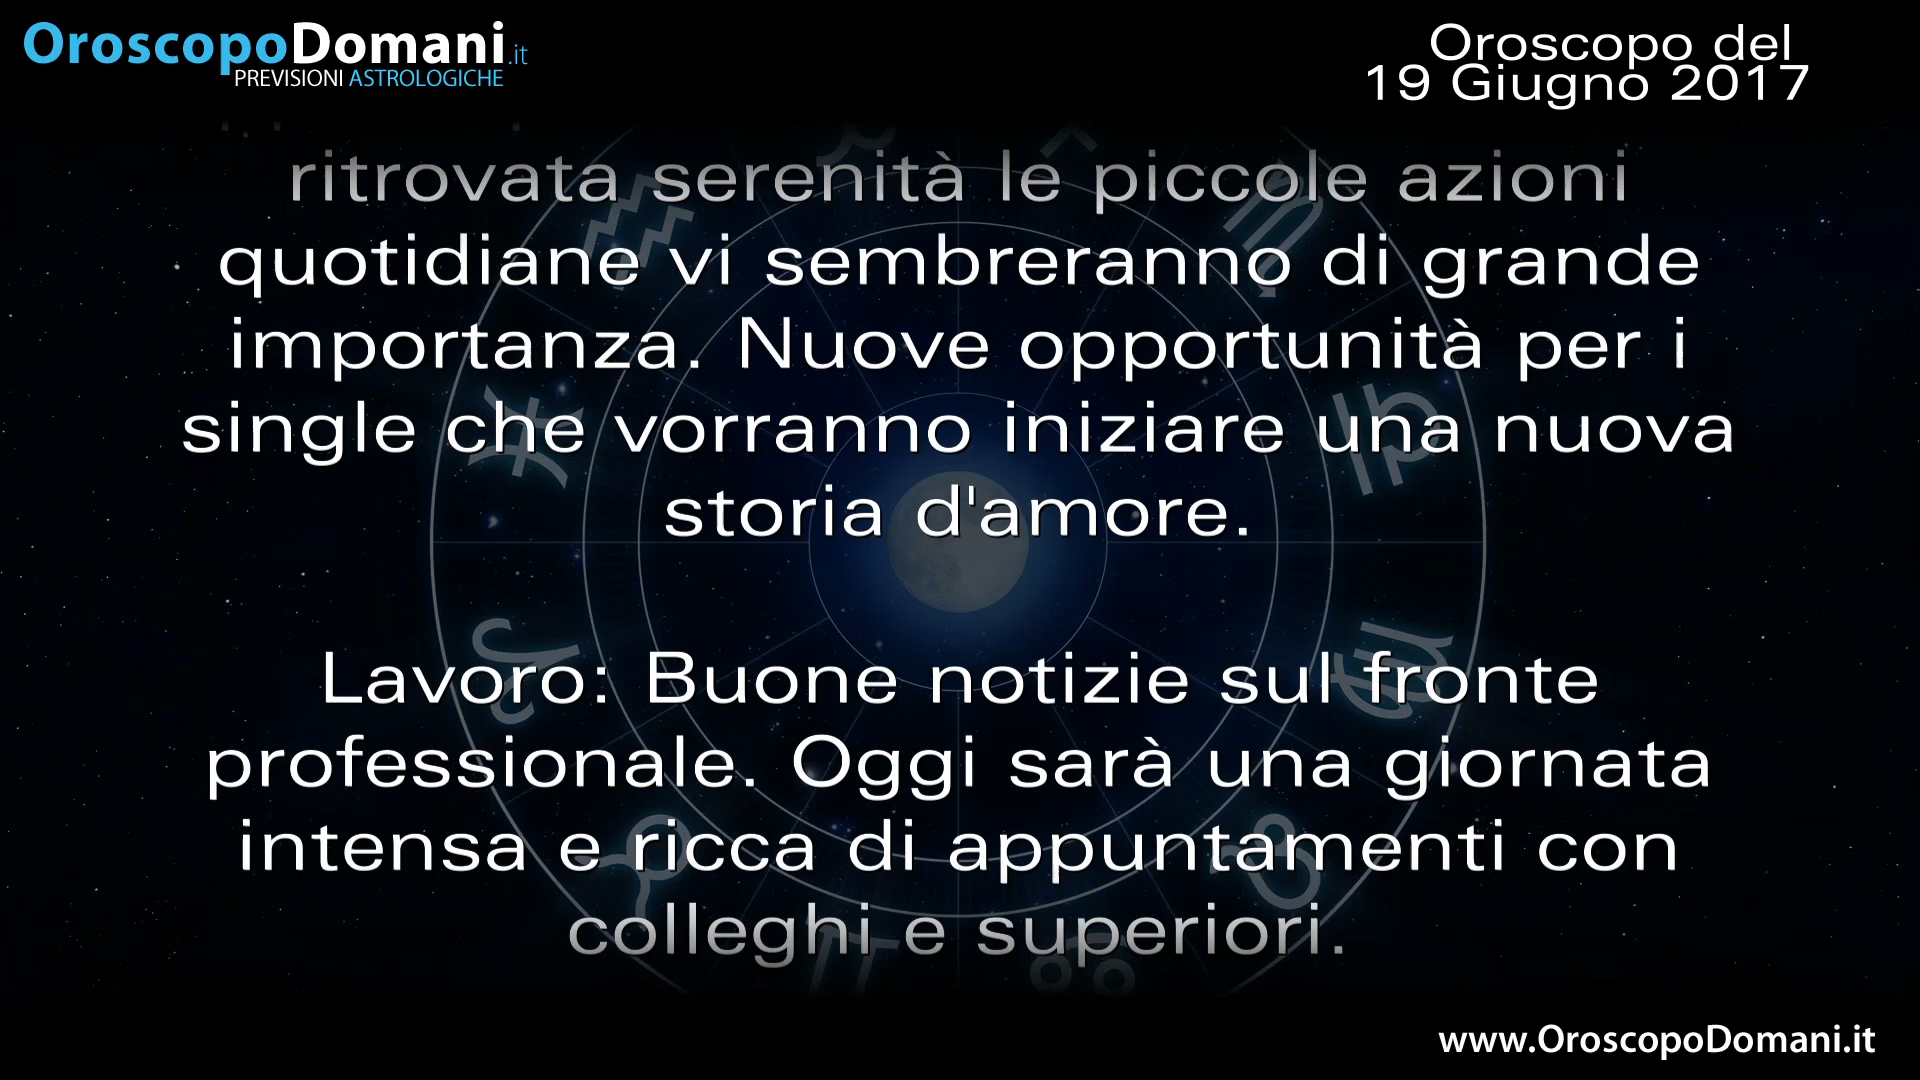 OroscopoDomani.it
PREVISIONI ASTROLOGICHE
Oroscopo del
19 Giugno 2017
ritrovata serenità le piccole azioni
quotidiane vi sembreranno di grande
importanza. Nuove opportunità per i
single che vorranno iniziare una nuova
storia d'amore.
Lavoro: Buone notizie sul fronte
professionale. Oggi sarà una giornata
intensa e ricca di appuntamenti con
colleghi e superiori.
www.OroscopoDomani.it